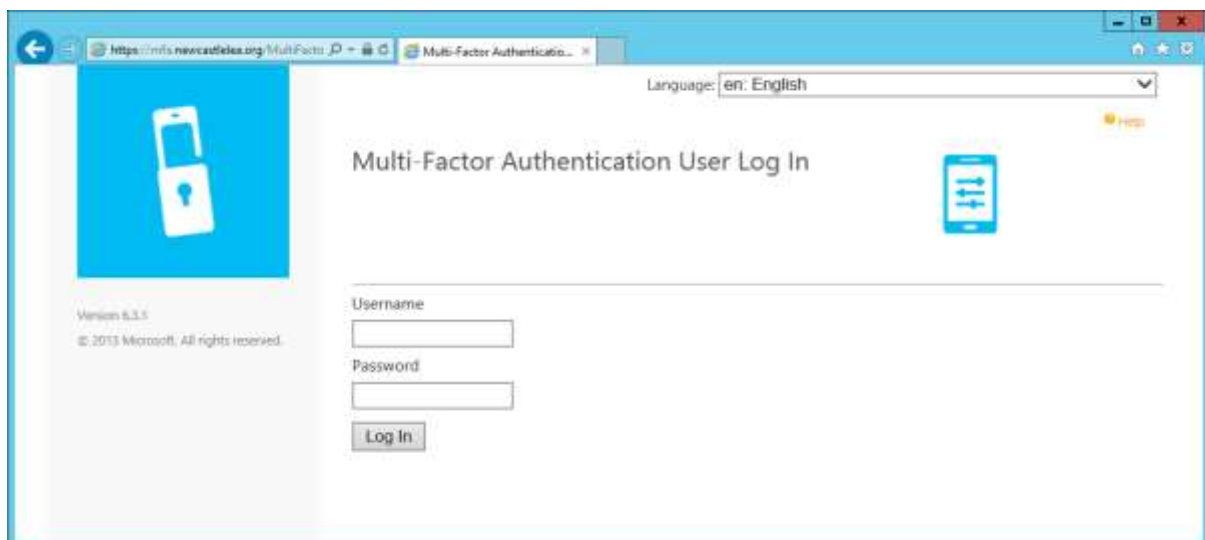 Multi-Factor Authenticatio...
Language: en: English
Help
Multi-Factor Authentication User Log In
Version 6.3.1
© 2013 Microsoft. All rights reserved.
Username
Password
Log In